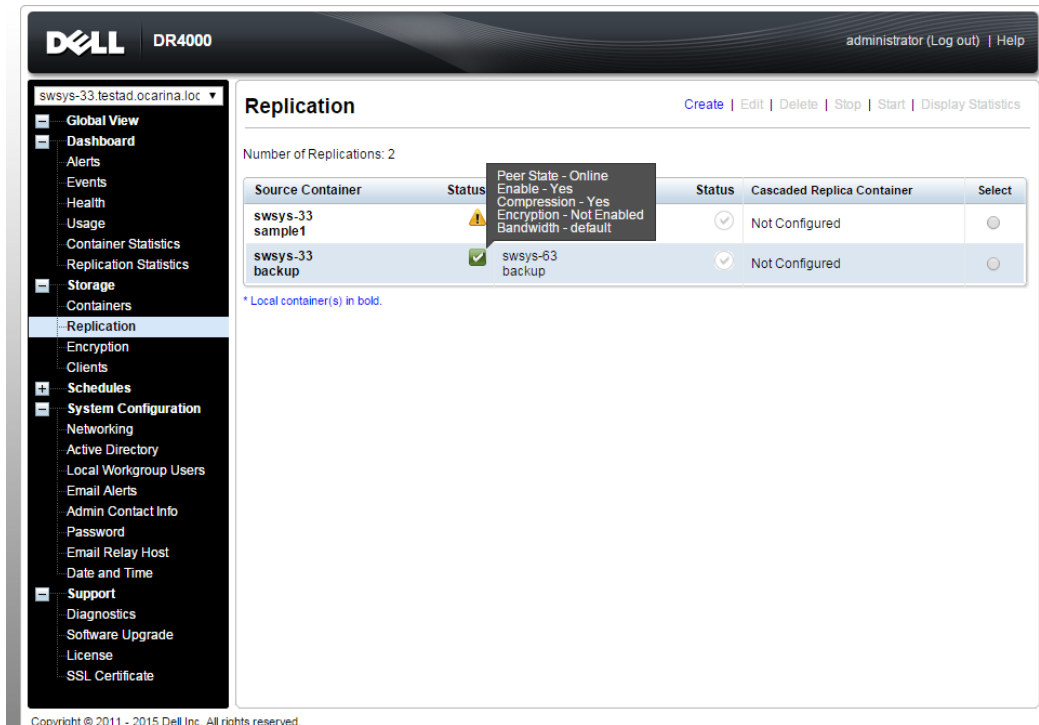 DELL DR4000
administrator (Log out) | Help
swsys-33.testad.ocarina.loc
Global View
Dashboard
Alerts
Events
Health
Usage
Container Statistics
Replication Statistics
Storage
Containers
Replication
Encryption
Clients
Schedules
System Configuration
Networking
Active Directory
Local Workgroup Users
Email Alerts
Admin Contact Info
Password
Email Relay Host
Date and Time
Support
Diagnostics
Software Upgrade
License
SSL Certificate
Replication
Create | Edit | Delete | Stop | Start | Display Statistics
Number of Replications: 2
Peer State - Online
Enable - Yes
Compression - Yes
Encryption - Not Enabled
Bandwidth - default
Source Container Status Status Cascaded Replica Container Select
swsys-33
sample1
Not Configured
swsys-33
backup
swsys-63
backup
Not Configured
* Local container(s) in bold.
Copyright © 2011 - 2015 Dell Inc. All rights reserved.